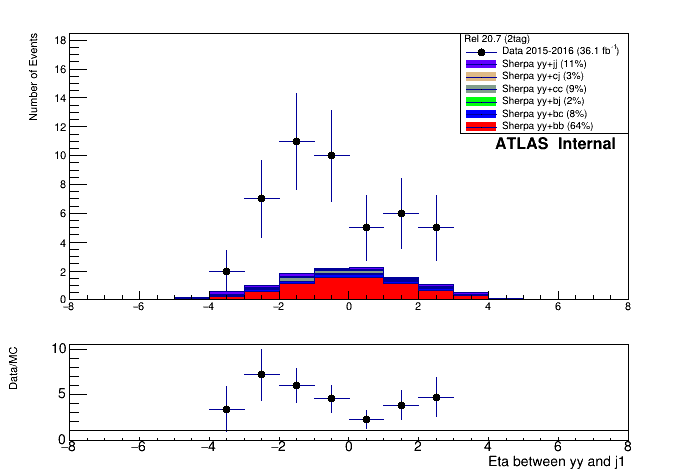 Rel 20.7 (2tag)
Data 2015-2016 (36.1 fb⁻¹)
Sherpa yy+jj (11%)
Sherpa yy+cj (3%)
Sherpa yy+cc (9%)
Sherpa yy+bj (2%)
Sherpa yy+bc (8%)
Sherpa yy+bb (64%)
ATLAS Internal
Number of Events
18
16
14
12
10
8
6
4
2
0
−8 −6 −4 −2 0 2 4 6 8
Data/MC
10
5
0
−8 −6 −4 −2 0 2 4 6 8
Eta between yy and j1